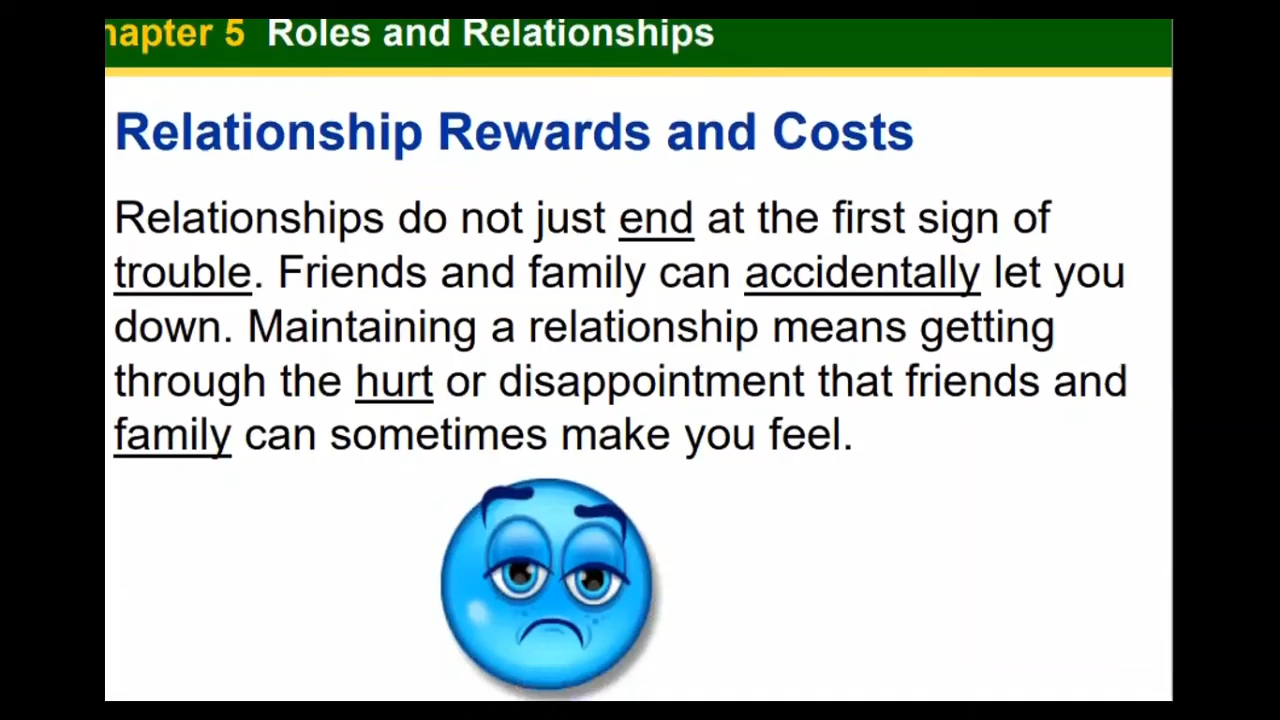 hapter 5 Roles and Relationships
Relationship Rewards and Costs
Relationships do not just end at the first sign of
trouble. Friends and family can accidentally let you
down. Maintaining a relationship means getting
through the hurt or disappointment that friends and
family can sometimes make you feel.